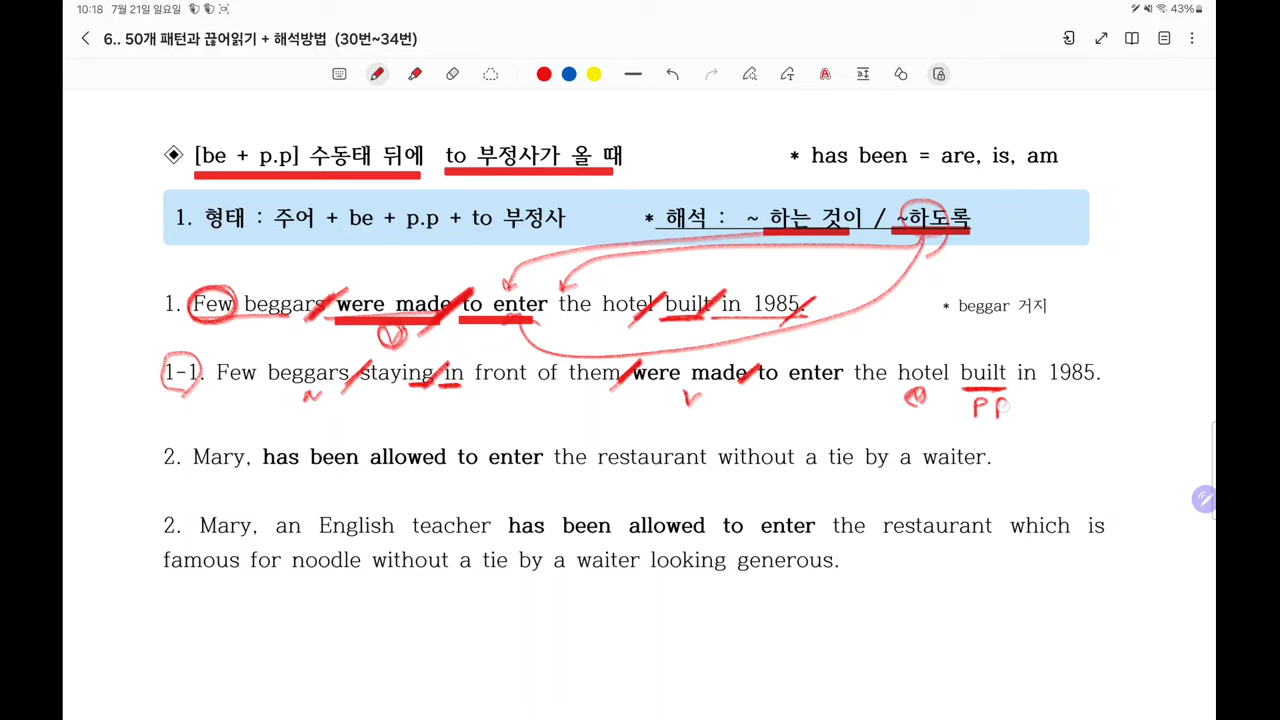 10:18 7월 21일 일요일 43%
6.. 50개 패턴과 끊어읽기 + 해석방법 (30번~34번)
◈ [be + p.p] 수동태 뒤에 to 부정사가 올 때 * has been = are, is, am
1. 형태 : 주어 + be + p.p + to 부정사 * 해석 : ~ 하는 것이 / ~하도록
1. Few beggars were made to enter the hotel built in 1985. * beggar 거지
V
1-1. Few beggars staying in front of them were made to enter the hotel built in 1985.
n v n pp
2. Mary, has been allowed to enter the restaurant without a tie by a waiter.
2. Mary, an English teacher has been allowed to enter the restaurant which is
famous for noodle without a tie by a waiter looking generous.